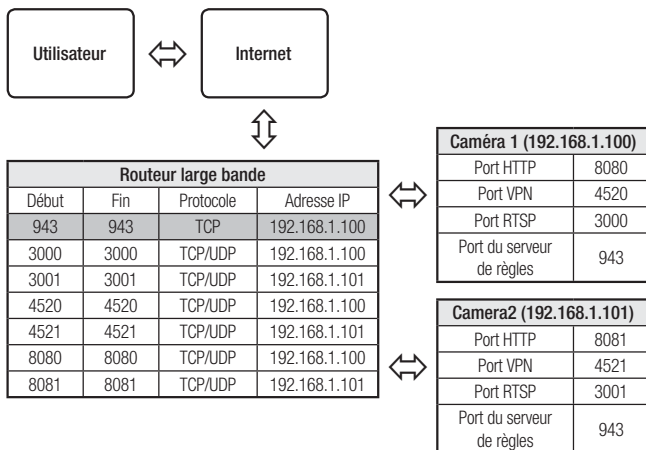 Utilisateur
Internet
Routeur large bande
Début Fin Protocole Adresse IP
943 943 TCP 192.168.1.100
3000 3000 TCP/UDP 192.168.1.100
3001 3001 TCP/UDP 192.168.1.101
4520 4520 TCP/UDP 192.168.1.100
4521 4521 TCP/UDP 192.168.1.101
8080 8080 TCP/UDP 192.168.1.100
8081 8081 TCP/UDP 192.168.1.101
Caméra 1 (192.168.1.100)
Port HTTP 8080
Port VPN 4520
Port RTSP 3000
Port du serveur
de règles 943
Camera2 (192.168.1.101)
Port HTTP 8081
Port VPN 4521
Port RTSP 3001
Port du serveur
de règles 943